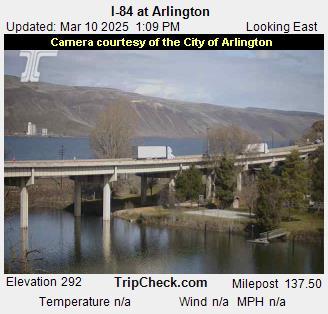 I-84 at Arlington
Updated: Mar 10 2025 1:09 PM Looking East
Camera courtesy of the City of Arlington
Elevation 292 TripCheck.com Milepost 137.50
Temperature n/a Wind n/a MPH n/a